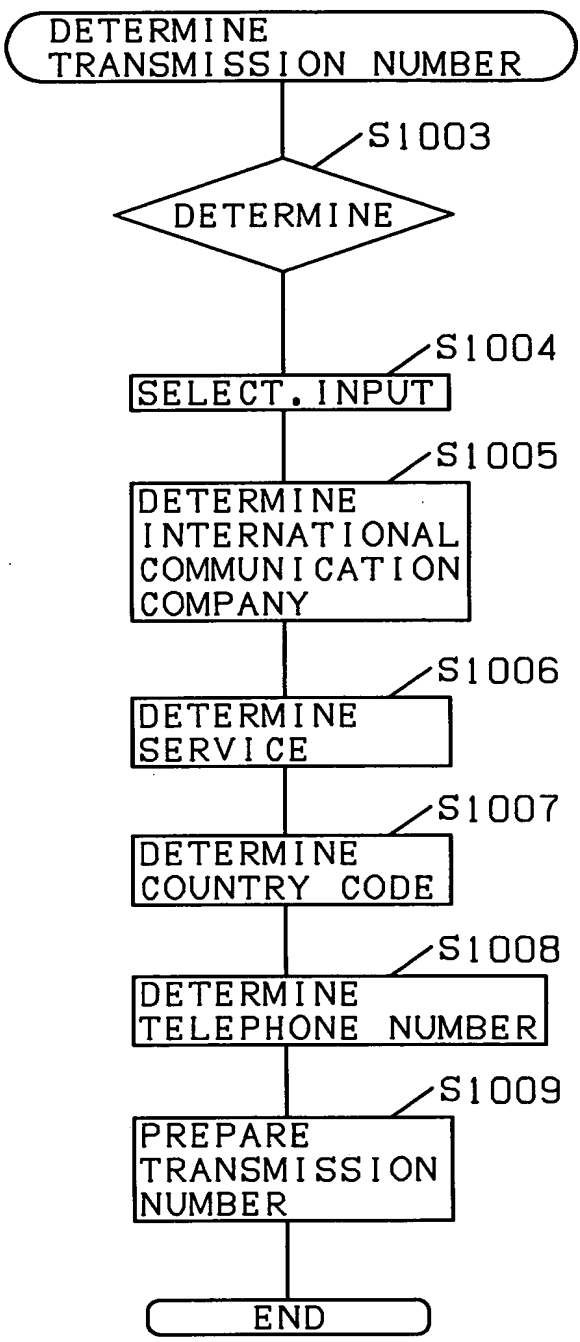 DETERMINE
TRANSMISSION NUMBER
S1003
DETERMINE
S1004
SELECT.INPUT
S1005
DETERMINE
INTERNATIONAL
COMMUNICATION
COMPANY
S1006
DETERMINE
SERVICE
S1007
DETERMINE
COUNTRY CODE
S1008
DETERMINE
TELEPHONE NUMBER
S1009
PREPARE
TRANSMISSION
NUMBER
END